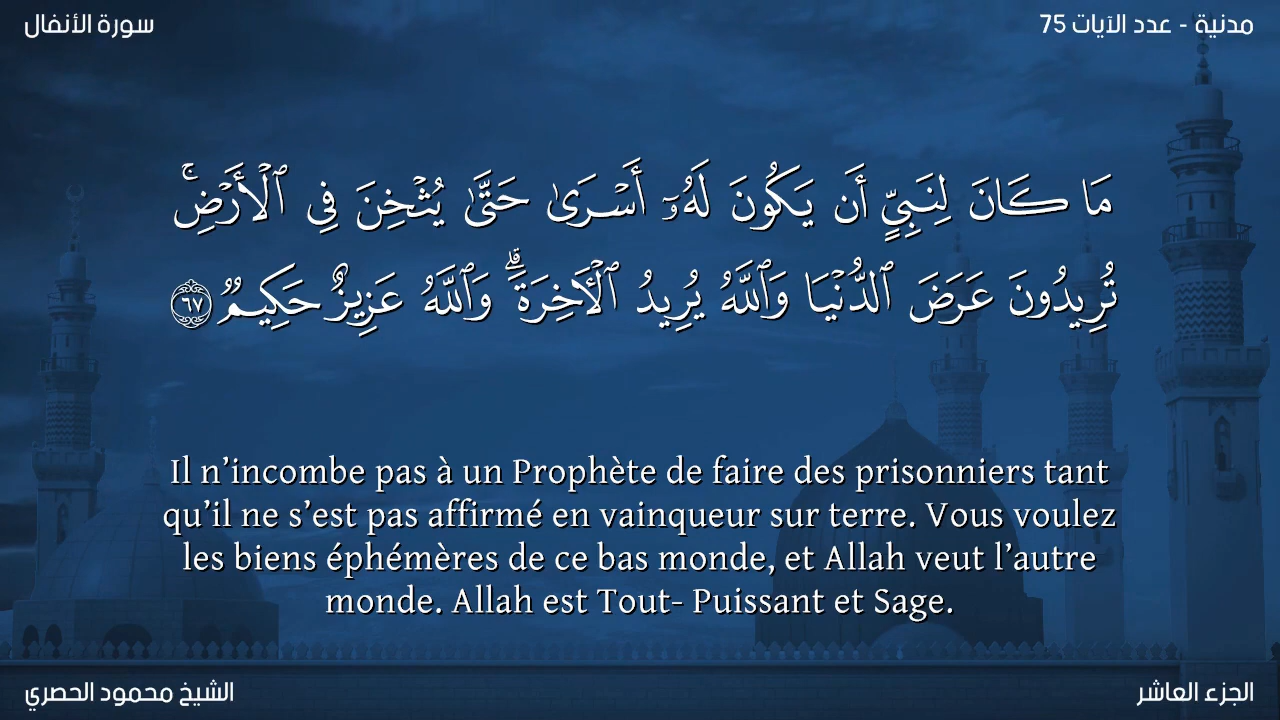 مدنية - عدد الآيات 75
سورة الأنفال
مَا كَانَ لِنَبِيٍّ أَن يَكُونَ لَهُۥٓ أَسْرَىٰ حَتَّىٰ يُثْخِنَ فِى ٱلْأَرْضِ ۚ
تُرِيدُونَ عَرَضَ ٱلدُّنْيَا وَٱللَّهُ يُرِيدُ ٱلْـَٔاخِرَةَ ۗ وَٱللَّهُ عَزِيزٌ حَكِيمٌ ٦٧
Il n’incombe pas à un Prophète de faire des prisonniers tant
qu’il ne s’est pas affirmé en vainqueur sur terre. Vous voulez
les biens éphémères de ce bas monde, et Allah veut l’autre
monde. Allah est Tout- Puissant et Sage.
الجزء العاشر
الشيخ محمود الحصري